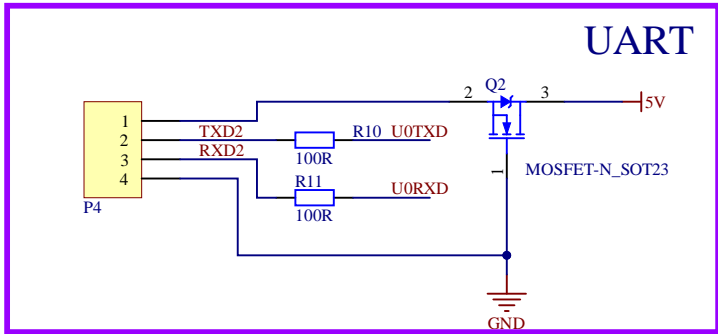 UART
Q2
2
3
5V
1
2
3
4
P4
TXD2
R10
U0TXD
100R
RXD2
R11
U0RXD
100R
1
MOSFET-N_SOT23
GND